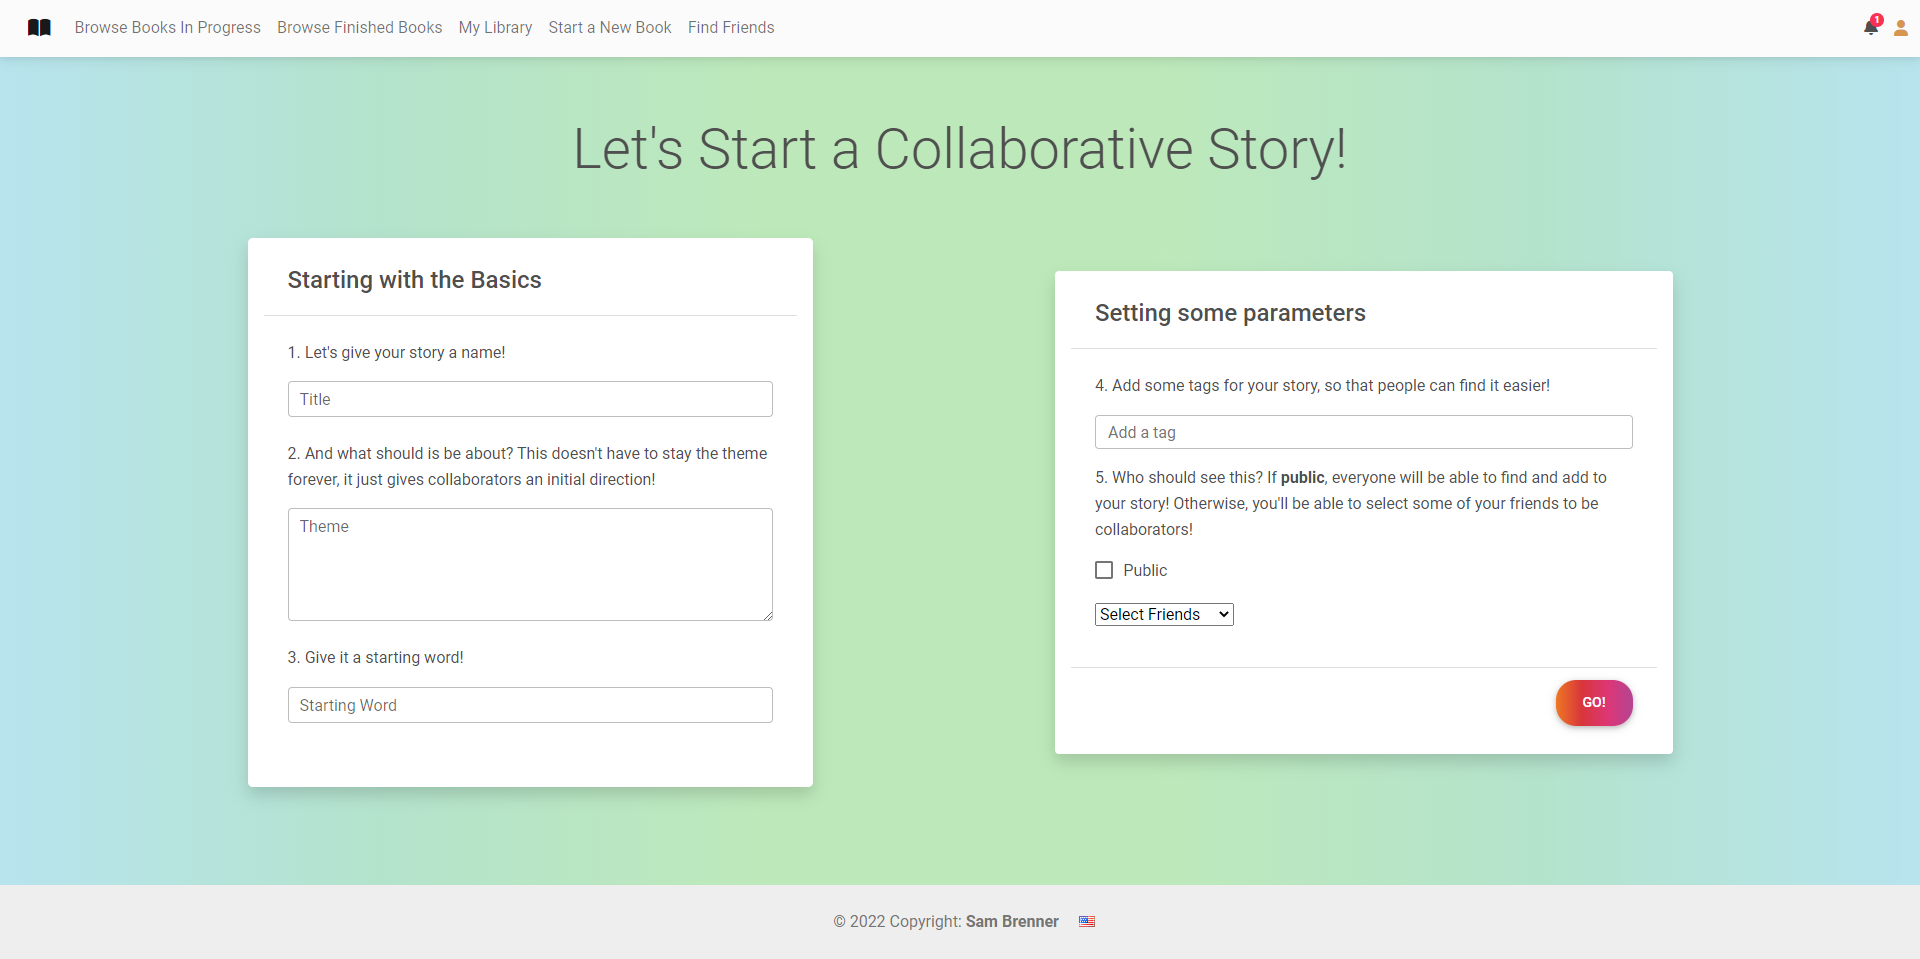 Browse Books In Progress Browse Finished Books My Library Start a New Book Find Friends
1
Let's Start a Collaborative Story!
Starting with the Basics
1. Let's give your story a name!
Title
2. And what should is be about? This doesn't have to stay the theme
forever, it just gives collaborators an initial direction!
Theme
3. Give it a starting word!
Starting Word
Setting some parameters
4. Add some tags for your story, so that people can find it easier!
Add a tag
5. Who should see this? If public, everyone will be able to find and add to
your story! Otherwise, you'll be able to select some of your friends to be
collaborators!
Public
Select Friends
GO!
© 2022 Copyright: Sam Brenner